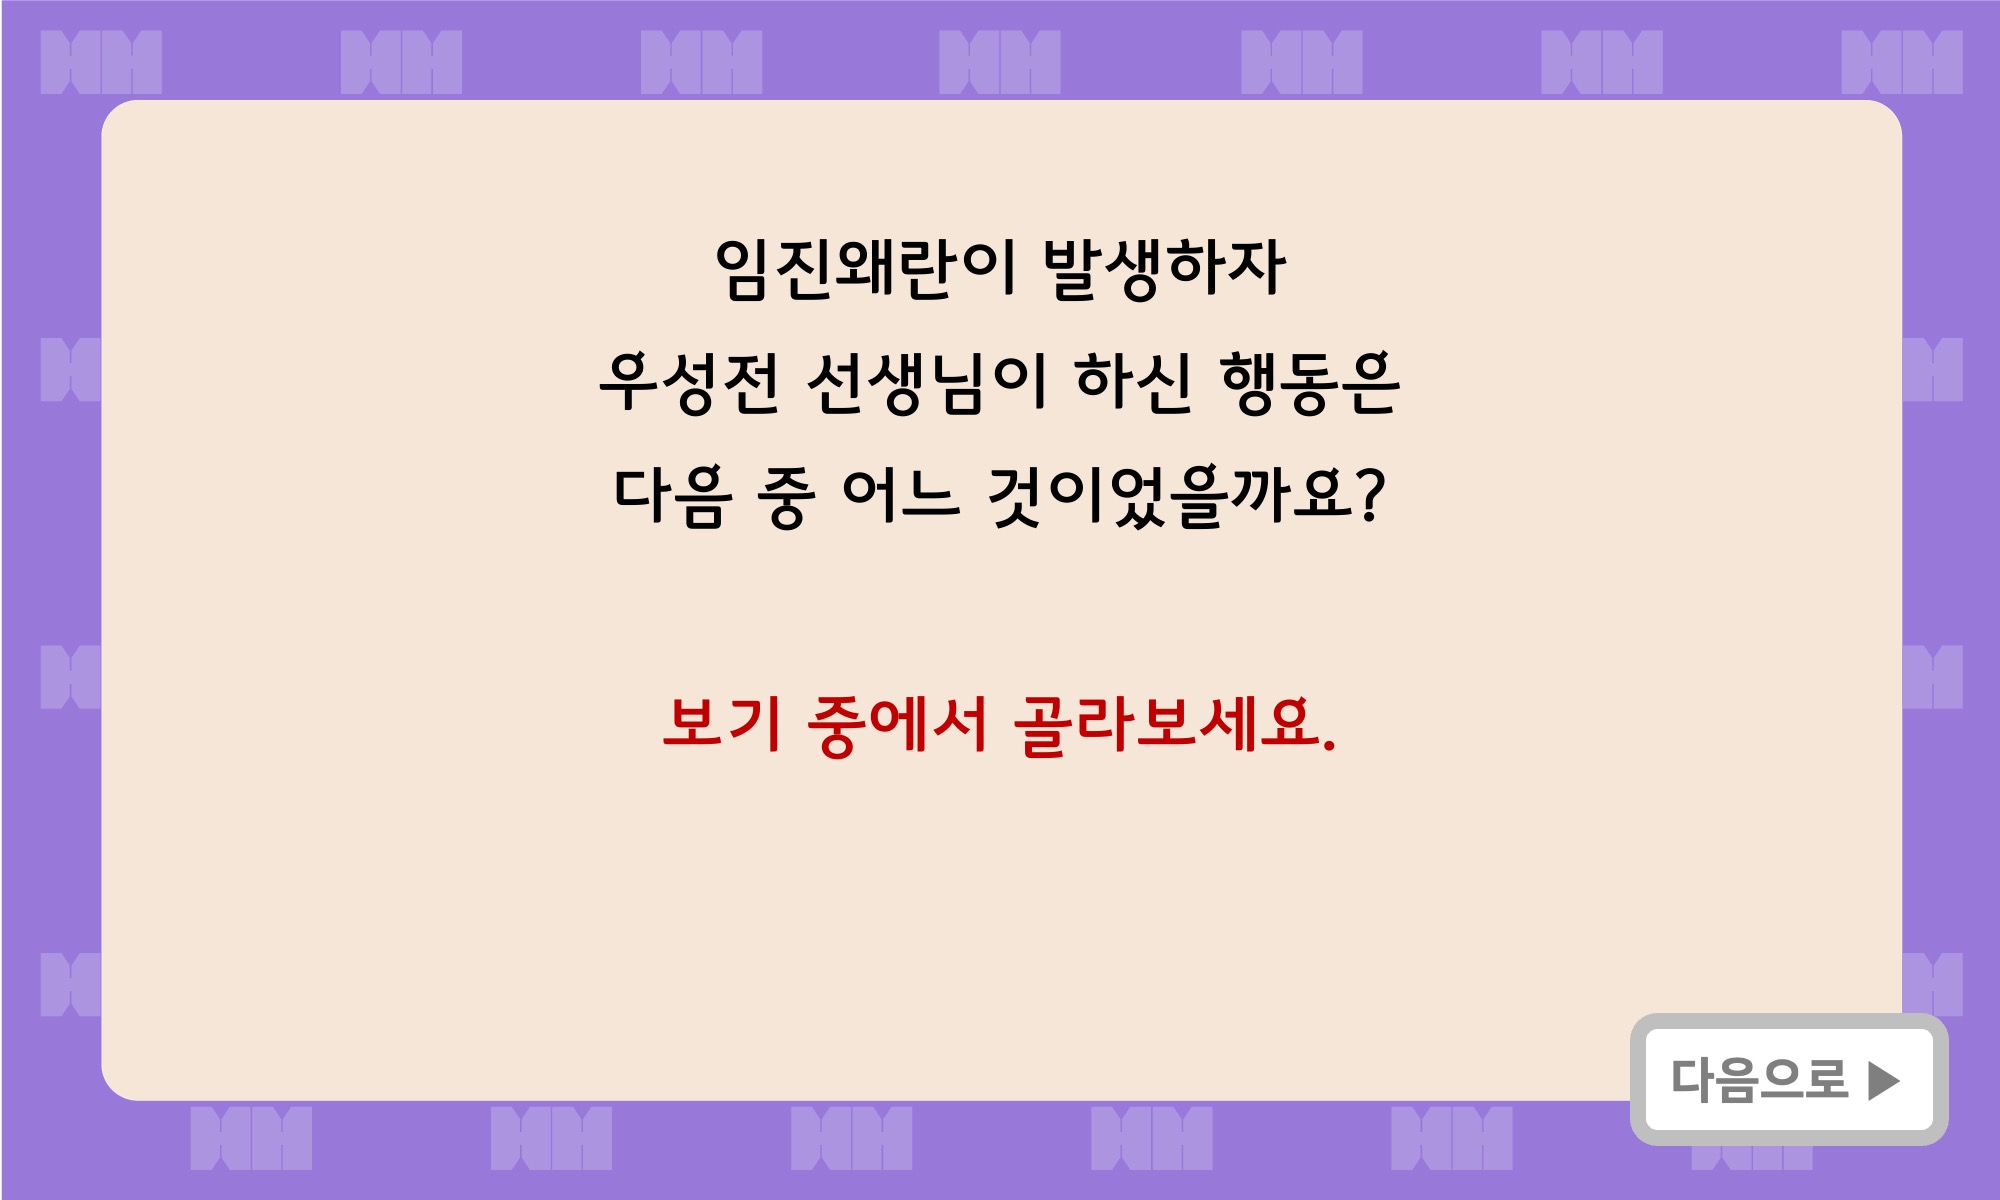 임진왜란이 발생하자
우성전 선생님이 하신 행동은
다음 중 어느 것이었을까요?
보기 중에서 골라보세요.
다음으로 ▶